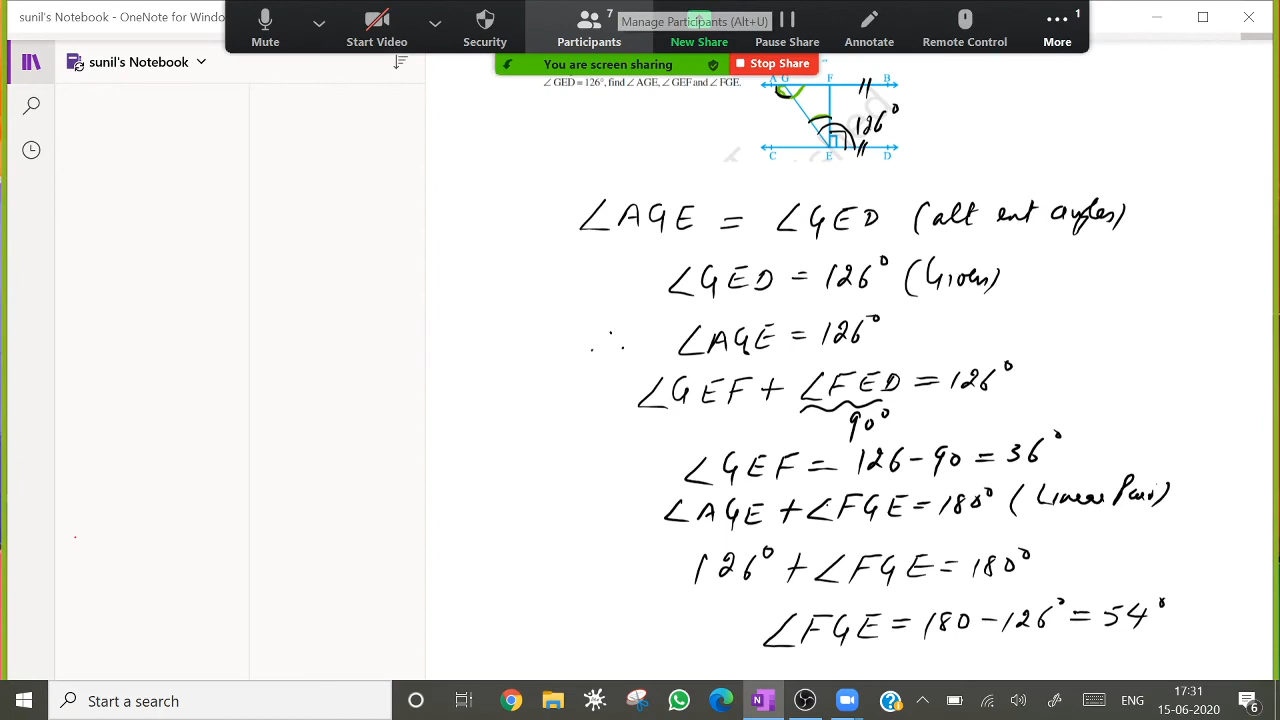 sunil's Notebook - OneNote for Windo
7
Manage Participants (Alt+U)
1
Mute
Start Video
Security
Participants
New Share
Pause Share
Annotate
Remote Control
More
You are screen sharing
Stop Share
sunil's Notebook
∠ GED = 126°, find ∠ AGE, ∠ GEF and ∠ FGE.
A G F B
126°
C E D
∠AGE = ∠GED (alt ent angles)
∠GED = 126° (Given)
∴ ∠AGE = 126°
∠GEF + ∠FED = 126°
90°
∠GEF = 126 - 90 = 36°
∠AGE + ∠FGE = 180° (Linear Pair)
126° + ∠FGE = 180°
∠FGE = 180 - 126° = 54°
Start a search
ENG
17:31
15-06-2020
6